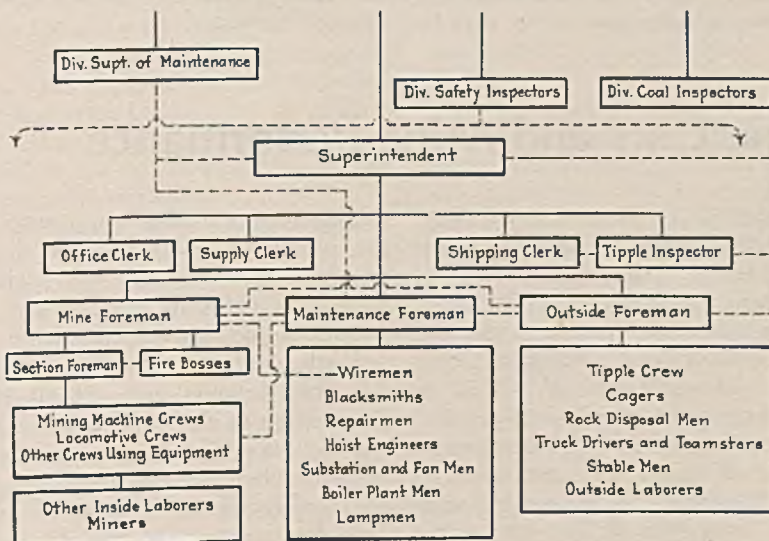 Div. Supt. of Maintenance
Div. Safety Inspectors
Div. Coal Inspectors
Superintendent
Office Clerk
Supply Clerk
Shipping Clerk
Tipple Inspector
Mine Foreman
Maintenance Foreman
Outside Foreman
Section Foreman
Fire Bosses
Mining Machine Crews
Locomotive Crews
Other Crews Using Equipment
Other Inside Laborers
Miners
Wiremen
Blacksmiths
Repairmen
Hoist Engineers
Substation and Fan Men
Boiler Plant Men
Lampmen
Tipple Crew
Cagers
Rock Disposal Men
Truck Drivers and Teamsters
Stable Men
Outside Laborers